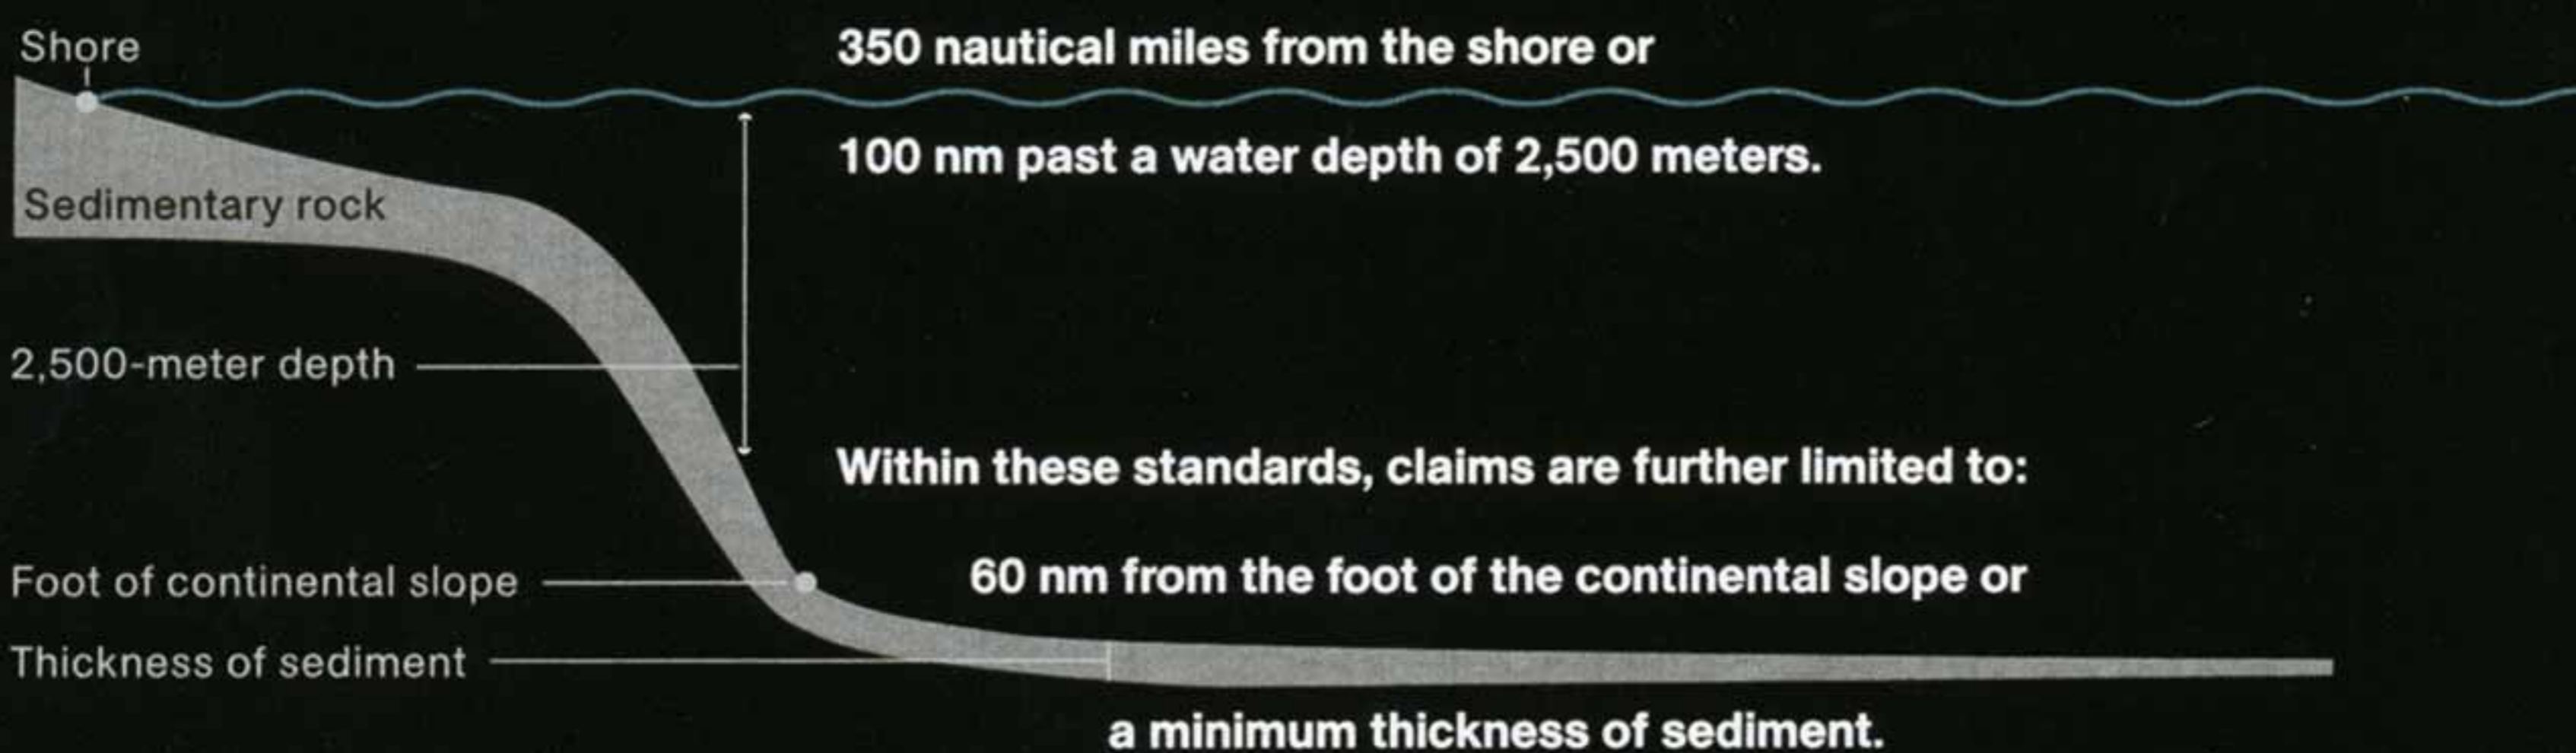 Shore
350 nautical miles from the shore or
100 nm past a water depth of 2,500 meters.
Sedimentary rock
2,500-meter depth
Within these standards, claims are further limited to:
Foot of continental slope
60 nm from the foot of the continental slope or
Thickness of sediment
a minimum thickness of sediment.